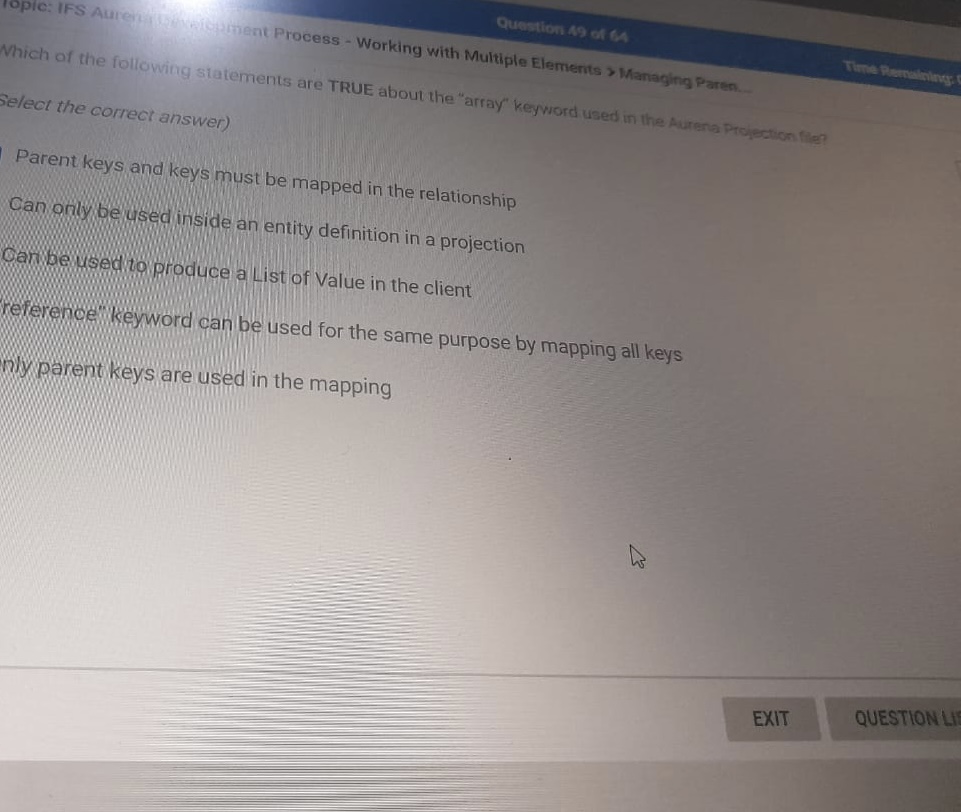 Topic: IFS Aurena Development Process - Working with Multiple Elements > Managing Paren...
Question 49 of 64
Time Remaining:
Which of the following statements are TRUE about the "array" keyword used in the Aurena Projection file?
Select the correct answer)
Parent keys and keys must be mapped in the relationship
Can only be used inside an entity definition in a projection
Can be used to produce a List of Value in the client
reference" keyword can be used for the same purpose by mapping all keys
nly parent keys are used in the mapping
EXIT
QUESTION LIS